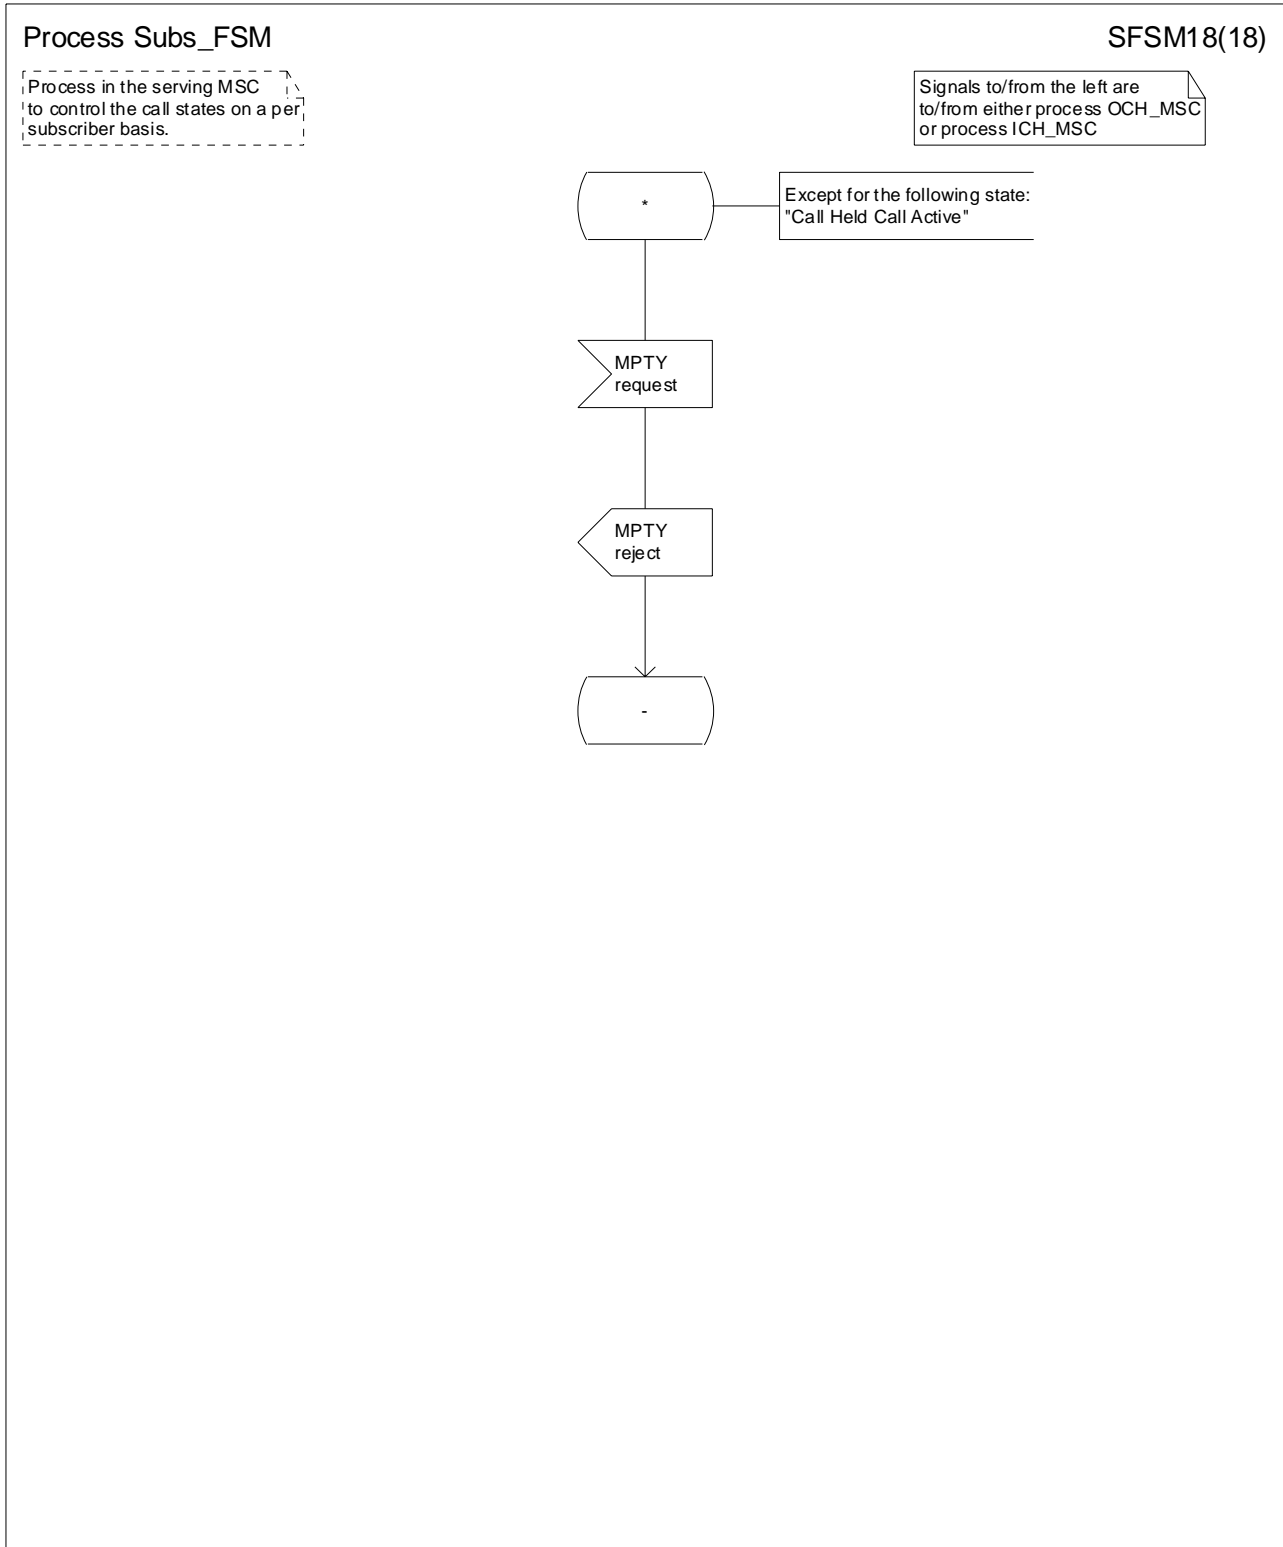 Process Subs_FSM
SFSM18(18)
Process in the serving MSC
to control the call states on a per
subscriber basis.
Signals to/from the left are
to/from either process OCH_MSC
or process ICH_MSC
*
Except for the following state:
"Call Held Call Active"
MPTY
request
MPTY
reject
-